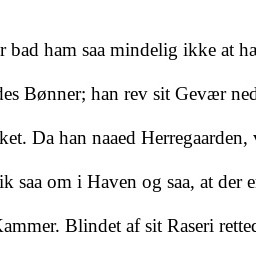 r bad ham saa mindelig ikke at ha
des Bønner; han rev sit Gevær ned
ket. Da han naaed Herregaarden, v
ik saa om i Haven og saa, at der e
Kammer. Blindet af sit Raseri retted